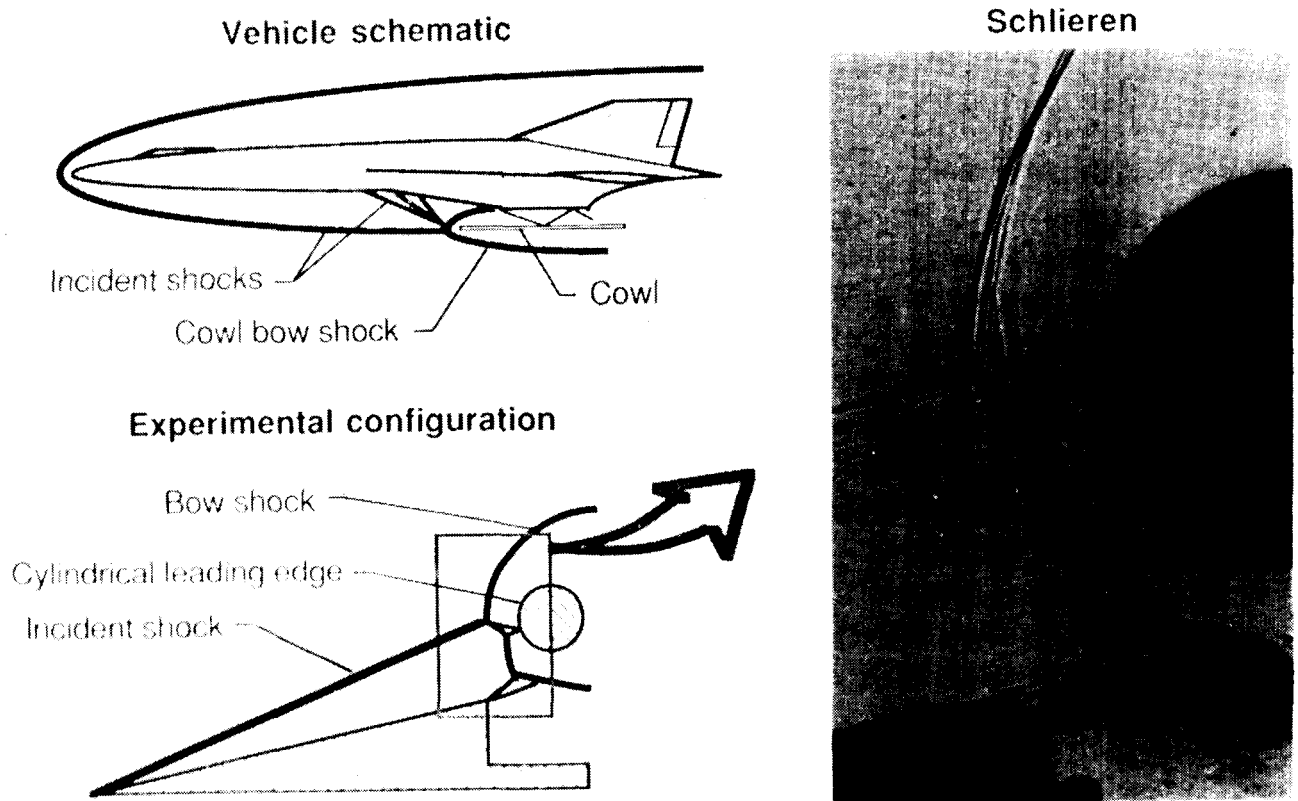 Vehicle schematic
Incident shocks
Cowl
Cowl bow shock
Experimental configuration
Bow shock
Cylindrical leading edge
Incident shock
Schlieren